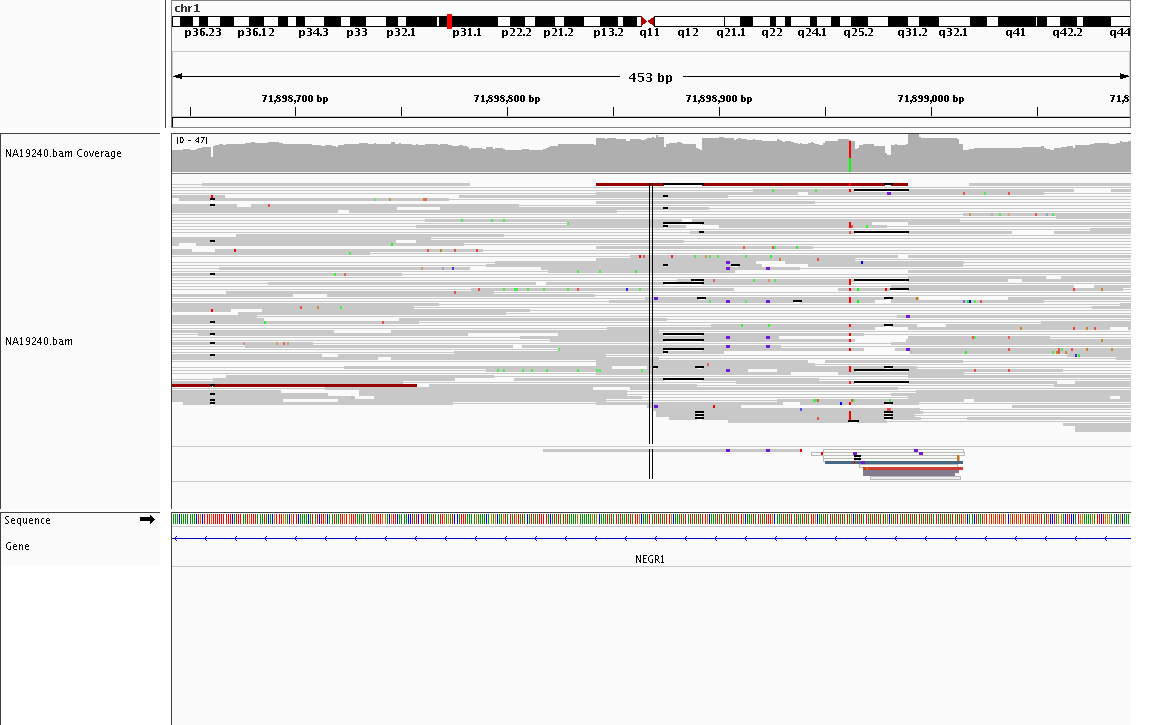 chr1
p36.23 p36.12 p34.3 p33 p32.1 p31.1 p22.2 p21.2 p13.2 q11 q12 q21.1 q22 q24.1 q25.2 q31.2 q32.1 q41 q42.2 q44
453 bp
71,898,700 bp 71,898,800 bp 71,898,900 bp 71,899,000 bp 71,8
[0 - 47]
NA19240.bam Coverage
NA19240.bam
Sequence
Gene
NEGR1